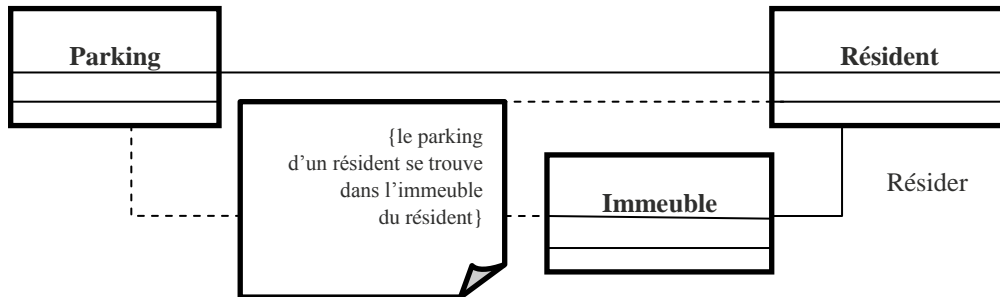 Parking
Résident
{le parking
d’un résident se trouve
dans l’immeuble
du résident}
Immeuble
Résider